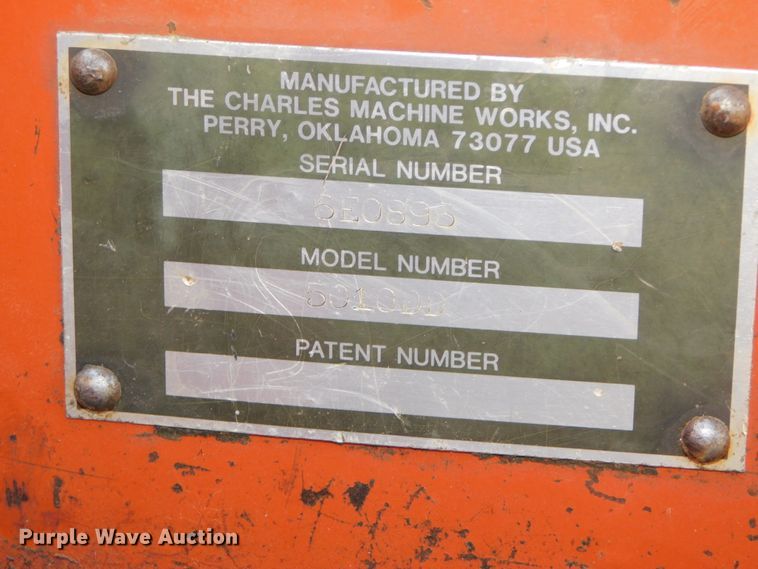 MANUFACTURED BY
THE CHARLES MACHINE WORKS, INC.
PERRY, OKLAHOMA 73077 USA
SERIAL NUMBER
MODEL NUMBER
5010DD
PATENT NUMBER
Purple Wave Auction